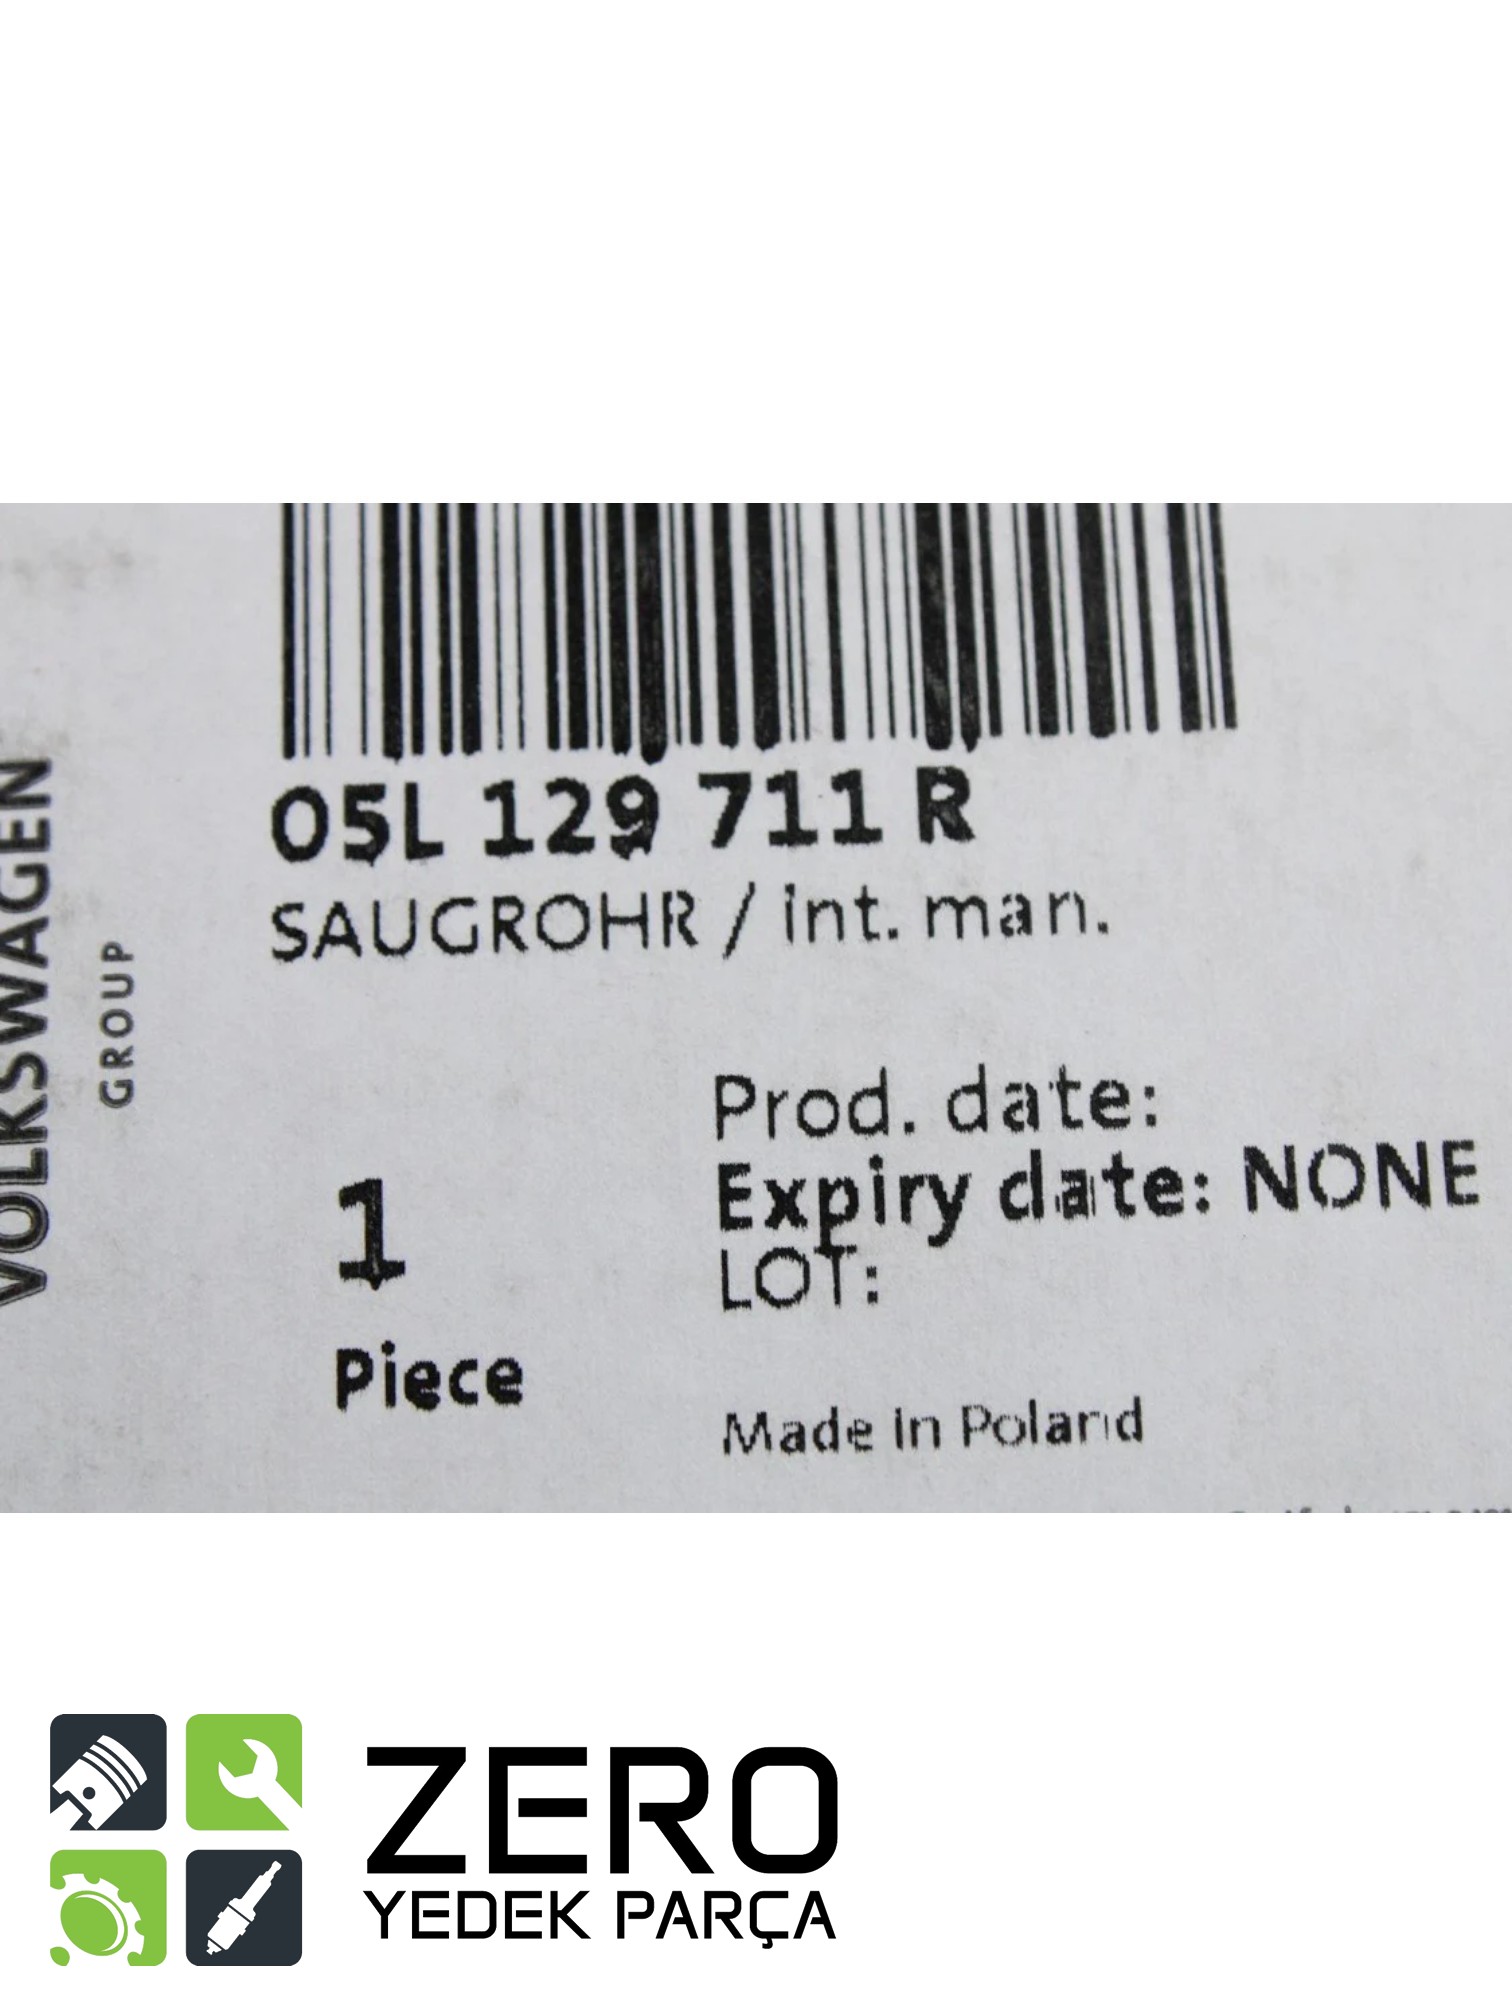 VOLKSWAGEN
GROUP
05L 129 711 R
SAUGROHR / int. man.
Prod. date:
Expiry date: NONE
LOT:
1
Piece
Made in Poland
ZERO
YEDEK PARÇA